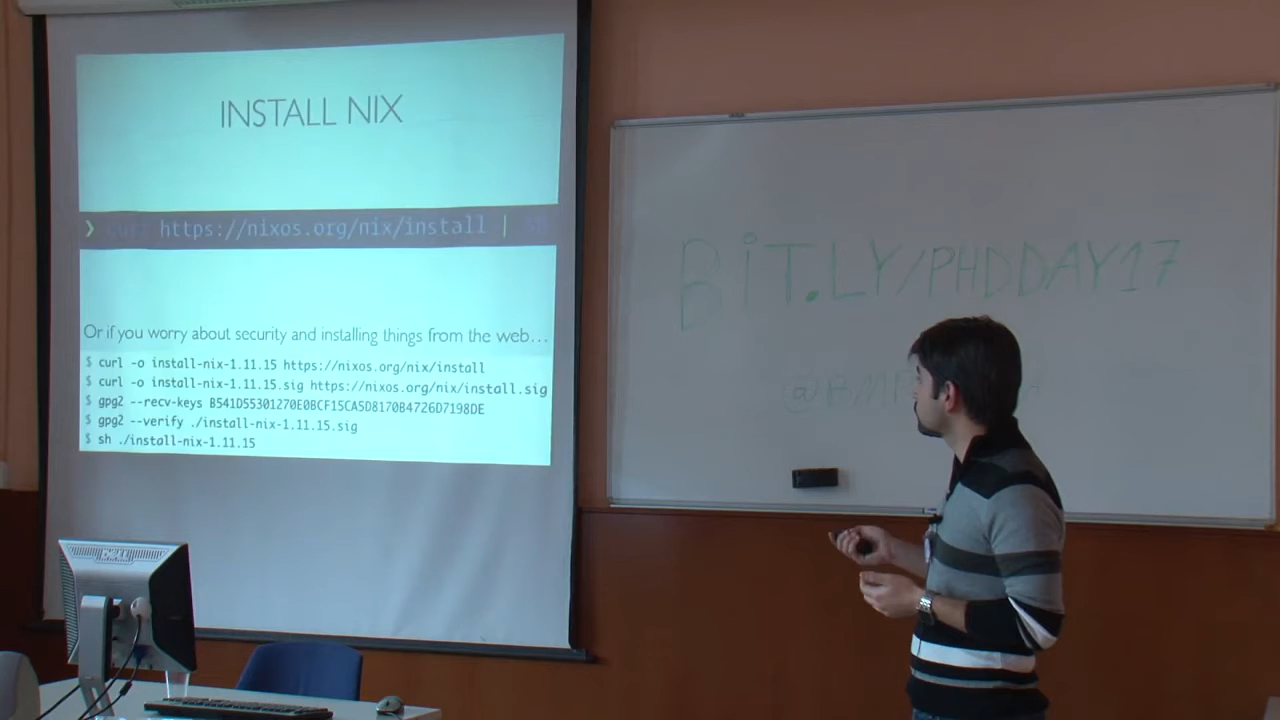 INSTALL NIX
❯ curl https://nixos.org/nix/install | sh
Or if you worry about security and installing things from the web...
$ curl -o install-nix-1.11.15 https://nixos.org/nix/install
$ curl -o install-nix-1.11.15.sig https://nixos.org/nix/install.sig
$ gpg2 --recv-keys B541D55301270E0BCF15CA5D8170B4726D7198DE
$ gpg2 --verify ./install-nix-1.11.15.sig
$ sh ./install-nix-1.11.15
BiT.LY/PHDDAY17
DELL